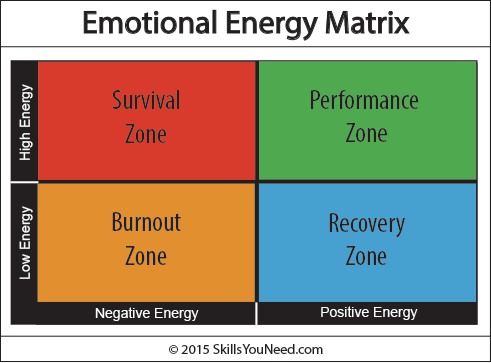 Emotional Energy Matrix
High Energy
Survival
Zone
Performance
Zone
Low Energy
Burnout
Zone
Recovery
Zone
Negative Energy
Positive Energy
© 2015 SkillsYouNeed.com